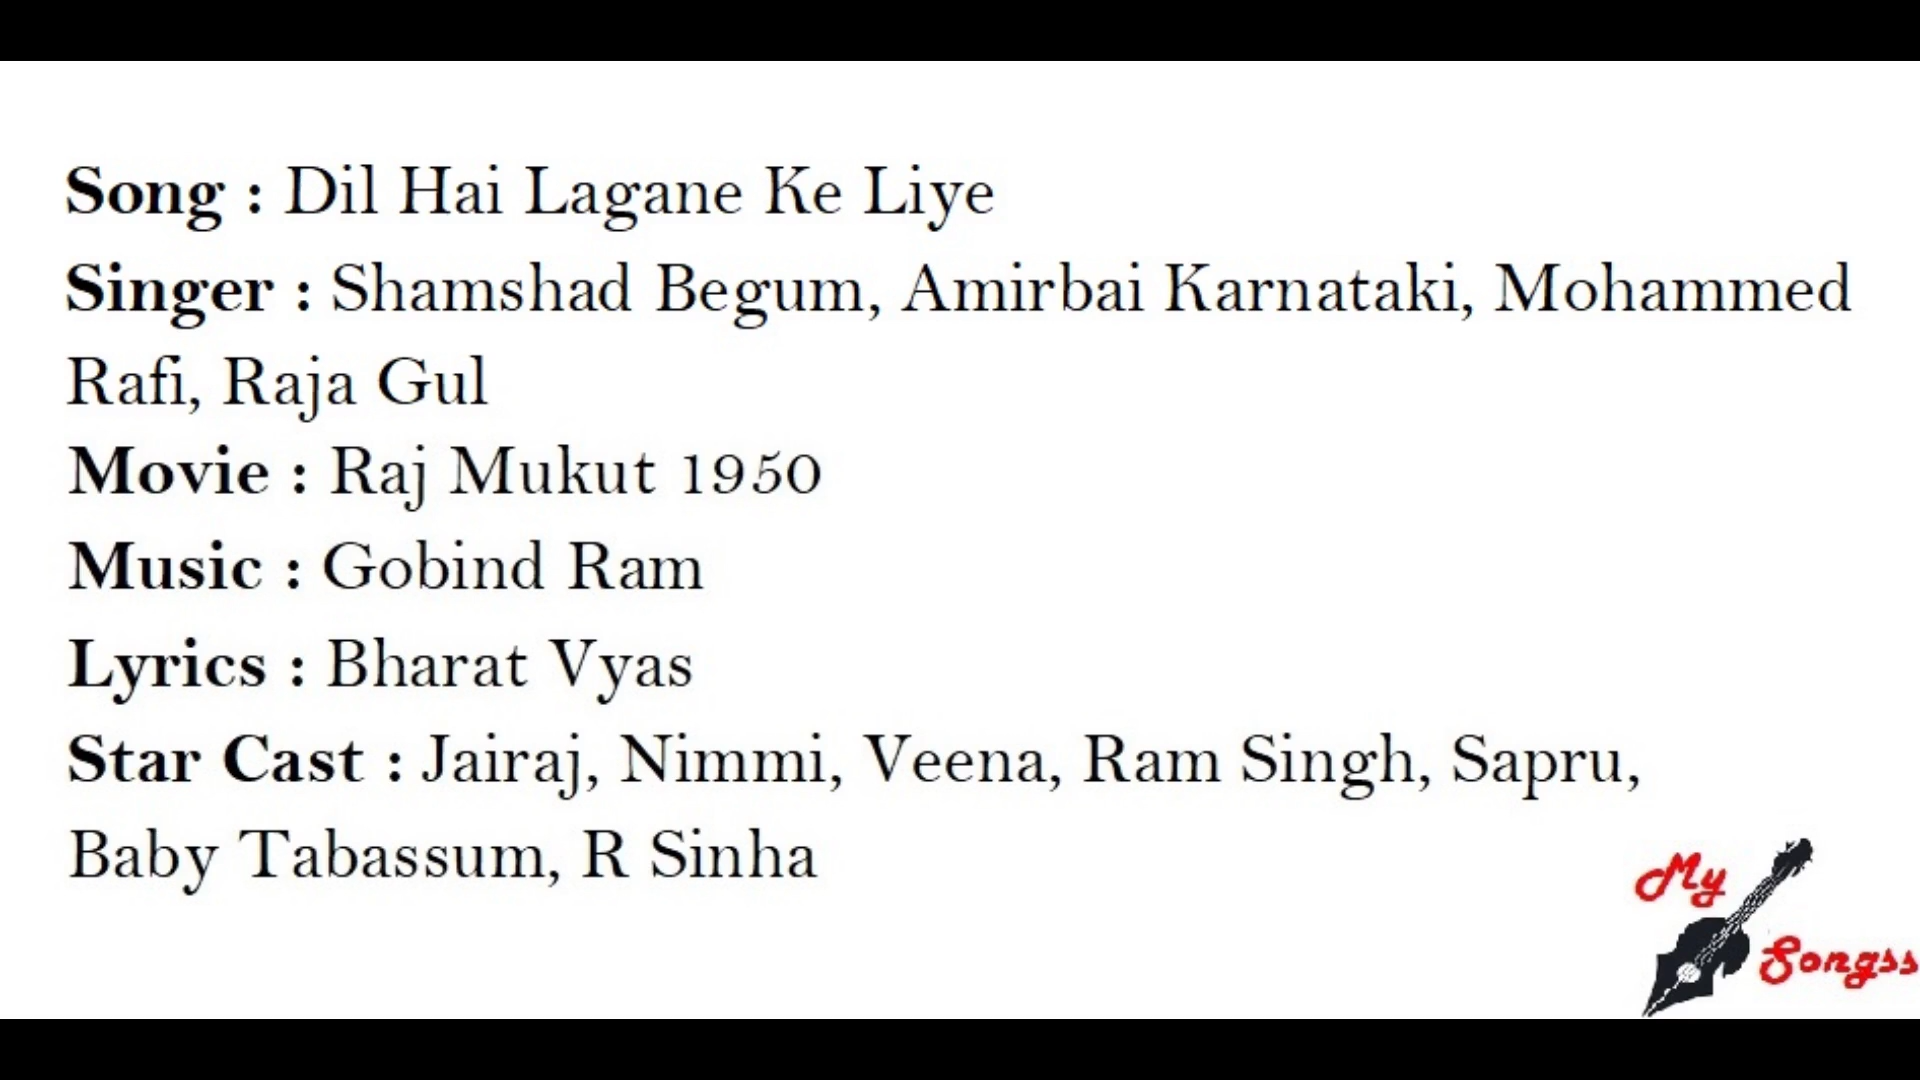 Song : Dil Hai Lagane Ke Liye
Singer : Shamshad Begum, Amirbai Karnataki, Mohammed
Rafi, Raja Gul
Movie : Raj Mukut 1950
Music : Gobind Ram
Lyrics : Bharat Vyas
Star Cast : Jairaj, Nimmi, Veena, Ram Singh, Sapru,
Baby Tabassum, R Sinha
My
Songss